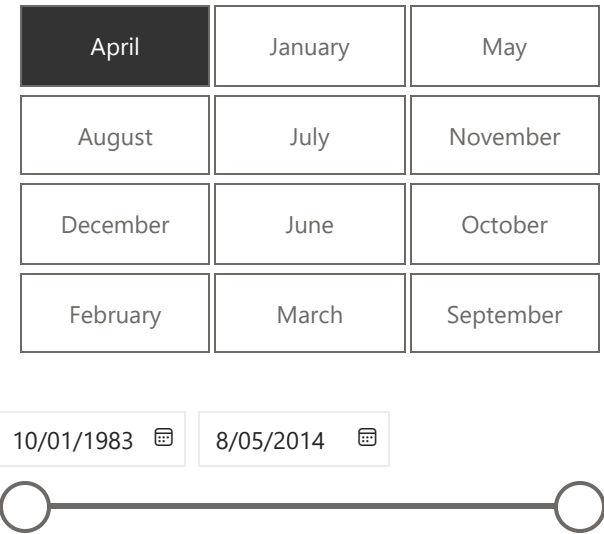 April January May
August July November
December June October
February March September
10/01/1983 8/05/2014